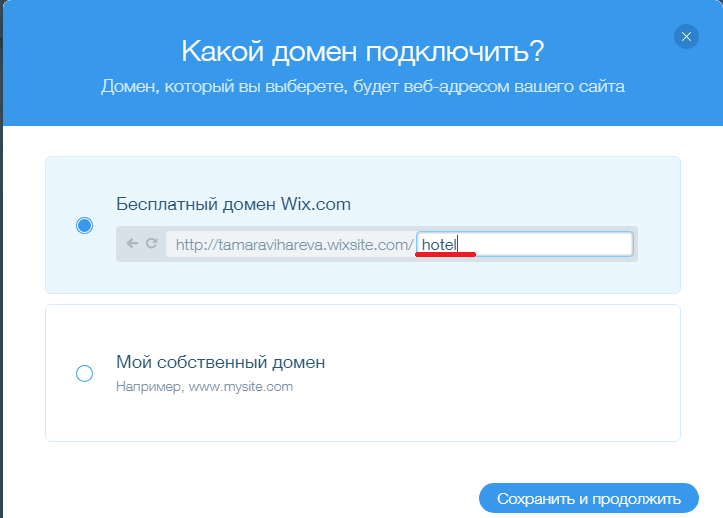 Какой домен подключить?
Домен, который вы выберете, будет веб-адресом вашего сайта
Бесплатный домен Wix.com
http://tamaravihareva.wixsite.com/ hotel
Мой собственный домен
Например, www.mysite.com
Сохранить и продолжить